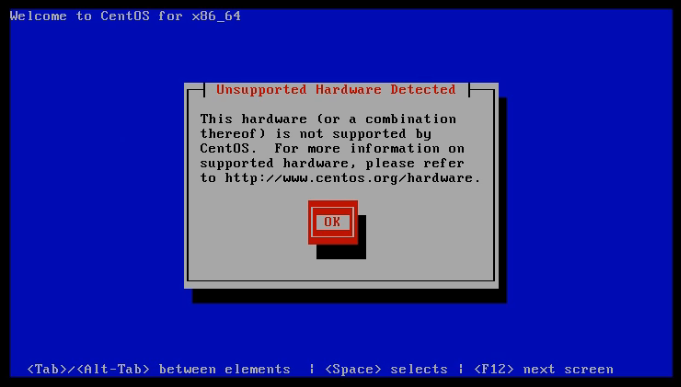 Welcome to CentOS for x86_64
Unsupported Hardware Detected
This hardware (or a combination
thereof) is not supported by
CentOS.  For more information on
supported hardware, please refer
to http://www.centos.org/hardware.
OK
<Tab>/<Alt-Tab> between elements  | <Space> selects | <F12> next screen